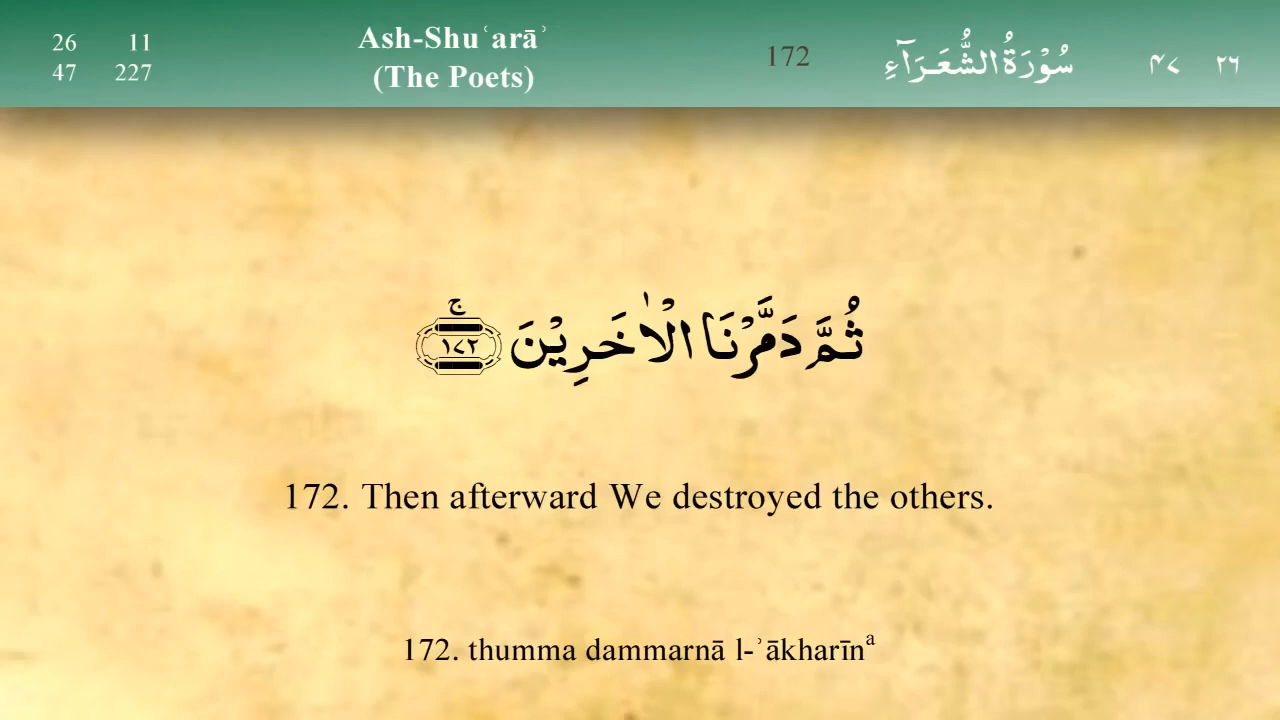 26 11
47 227
Ash-Shuʿarāʾ
(The Poets)
172
سُوْرَةُ الشُّعَرَآءِ
٤٧ ٢٦
ثُمَّ دَمَّرْنَا الْاٰخَرِيْنَ ۚ ١٧٢
172. Then afterward We destroyed the others.
172. thumma dammarnā l-ʾākharīnᵃ